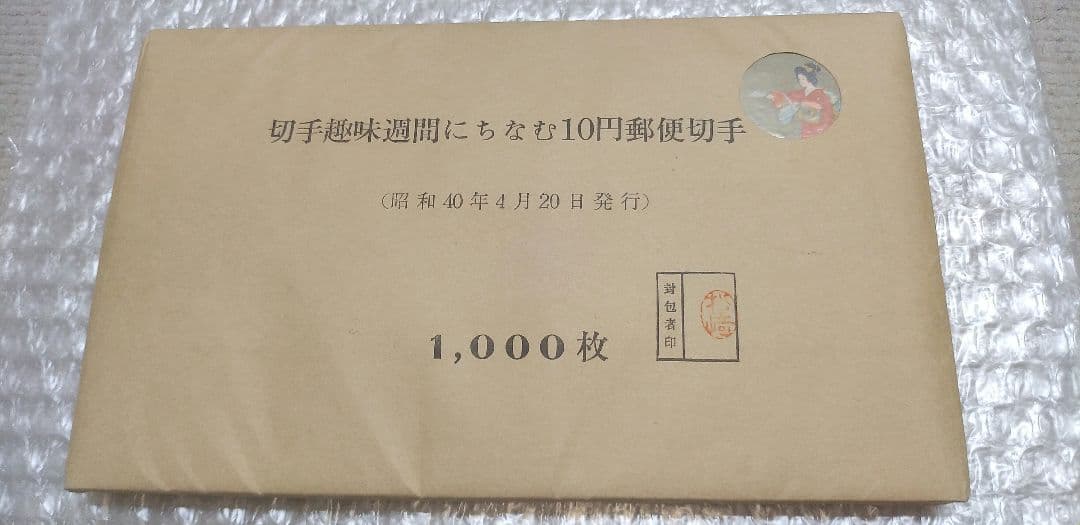 切手趣味週間にちなむ10円郵便切手
(昭和40年4月20日発行)
1,000枚
封包者印